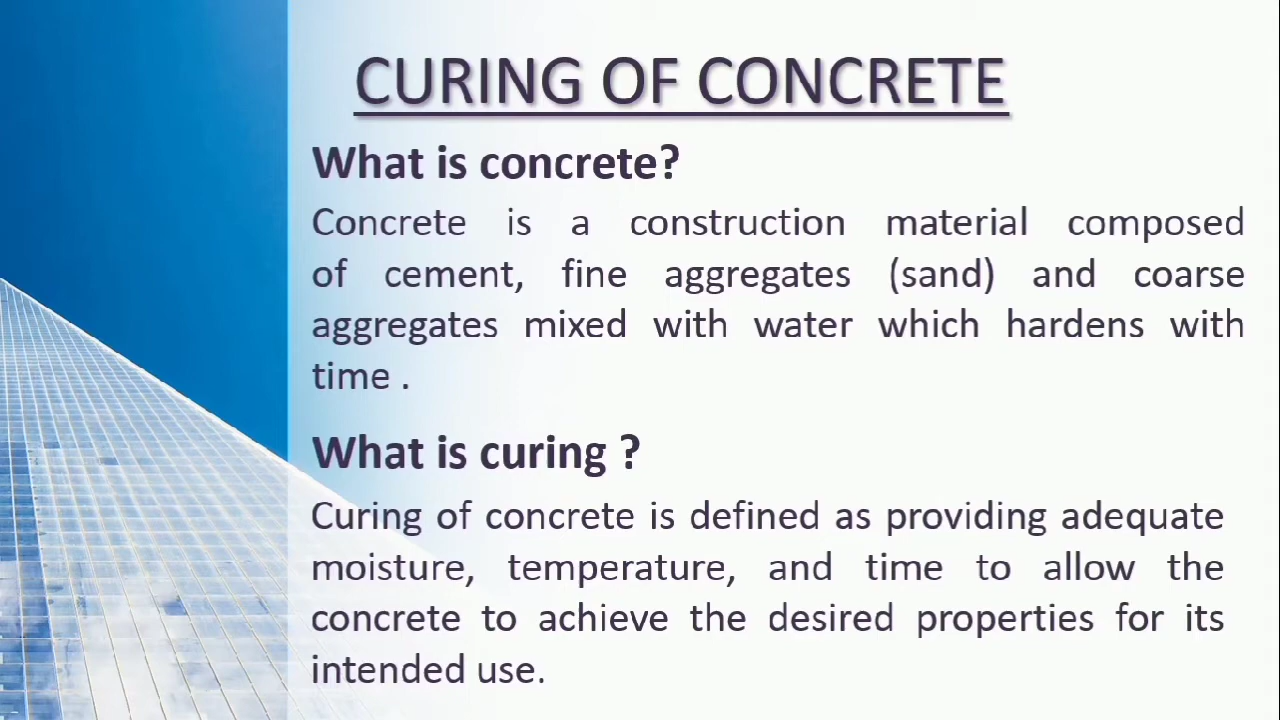 CURING OF CONCRETE
What is concrete?
Concrete is a construction material composed
of cement, fine aggregates (sand) and coarse
aggregates mixed with water which hardens with
time .
What is curing ?
Curing of concrete is defined as providing adequate
moisture, temperature, and time to allow the
concrete to achieve the desired properties for its
intended use.